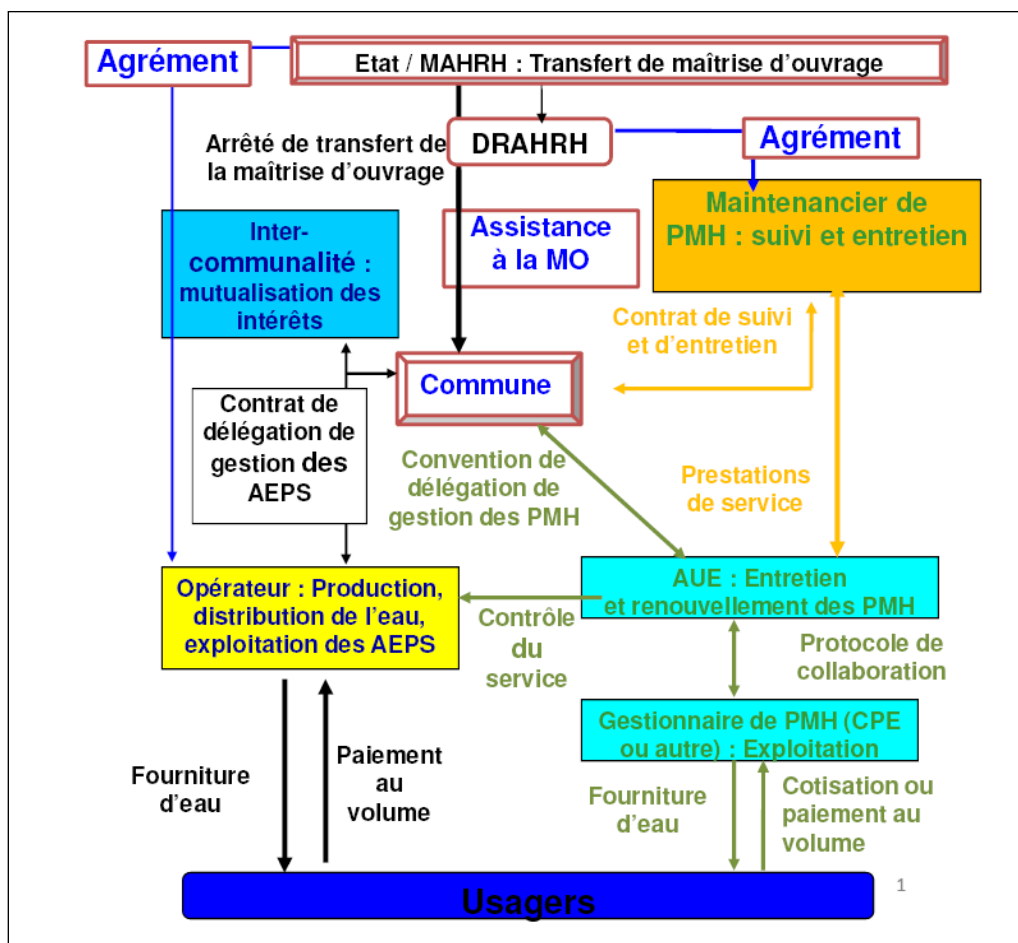 Agrément
Etat / MAHRH : Transfert de maîtrise d'ouvrage
Arrêté de transfert de
la maîtrise d'ouvrage
DRAHRH
Agrément
Inter-
communalité :
mutualisation des
intérêts
Assistance
à la MO
Maintenancier de
PMH : suivi et entretien
Contrat de suivi
et d'entretien
Commune
Contrat de
délégation de
gestion des
AEPS
Convention de
délégation de
gestion des PMH
Prestations
de service
Opérateur : Production,
distribution de l'eau,
exploitation des AEPS
Contrôle
du
service
AUE : Entretien
et renouvellement des PMH
Protocole de
collaboration
Gestionnaire de PMH (CPE
ou autre) : Exploitation
Fourniture
d'eau
Paiement
au
volume
Fourniture
d'eau
Cotisation ou
paiement au
volume
Usagers
1